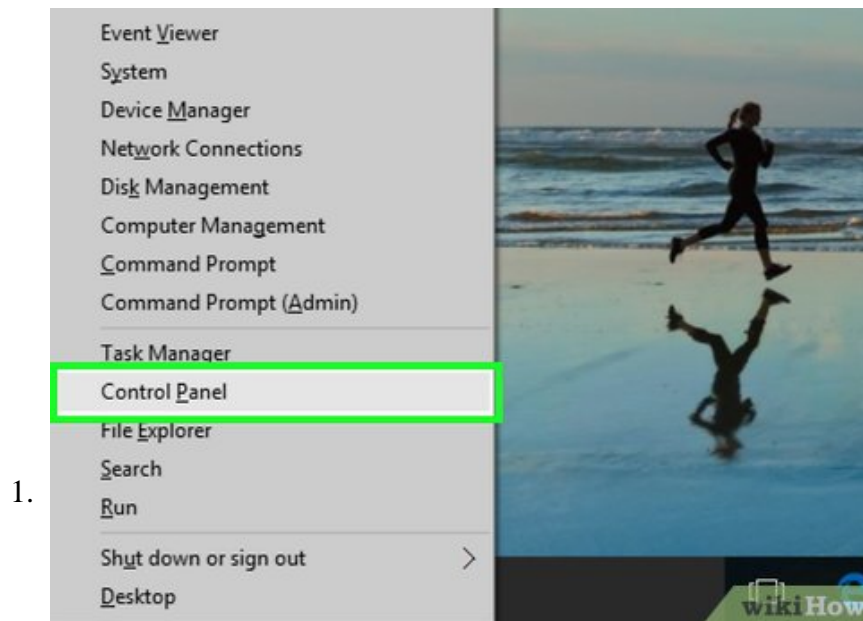 Event Viewer
System
Device Manager
Network Connections
Disk Management
Computer Management
Command Prompt
Command Prompt (Admin)
Task Manager
Control Panel
File Explorer
Search
1.
Run
Shut down or sign out >
Desktop
wikiHow